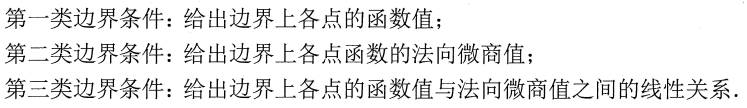 第一类边界条件：给出边界上各点的函数值；
第二类边界条件：给出边界上各点函数的法向微商值；
第三类边界条件：给出边界上各点的函数值与法向微商值之间的线性关系．